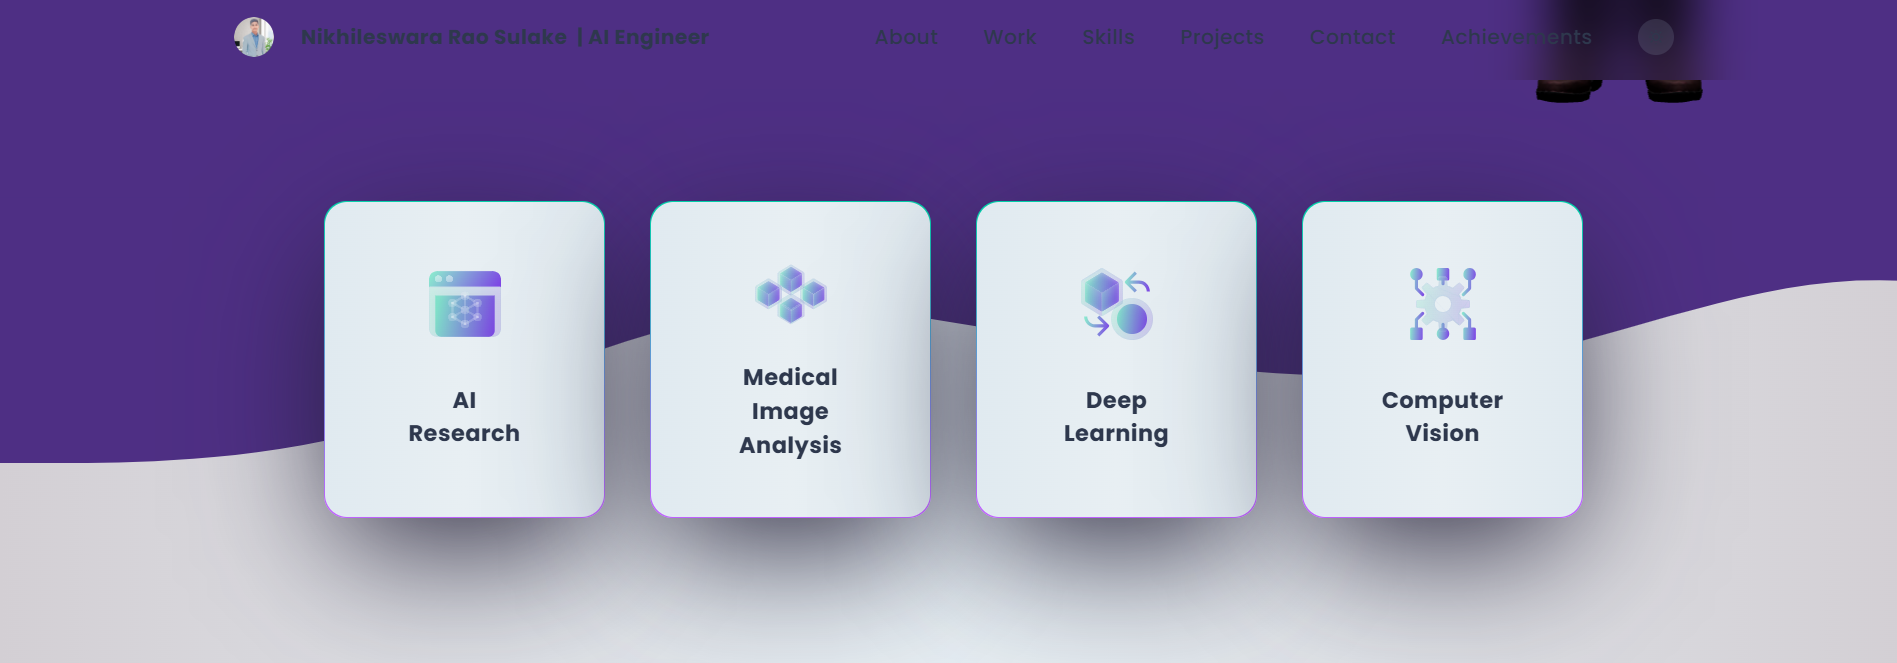 Nikhileswara Rao Sulake | AI Engineer
About Work Skills Projects Contact Achievements
AI
Research
Medical
Image
Analysis
Deep
Learning
Computer
Vision